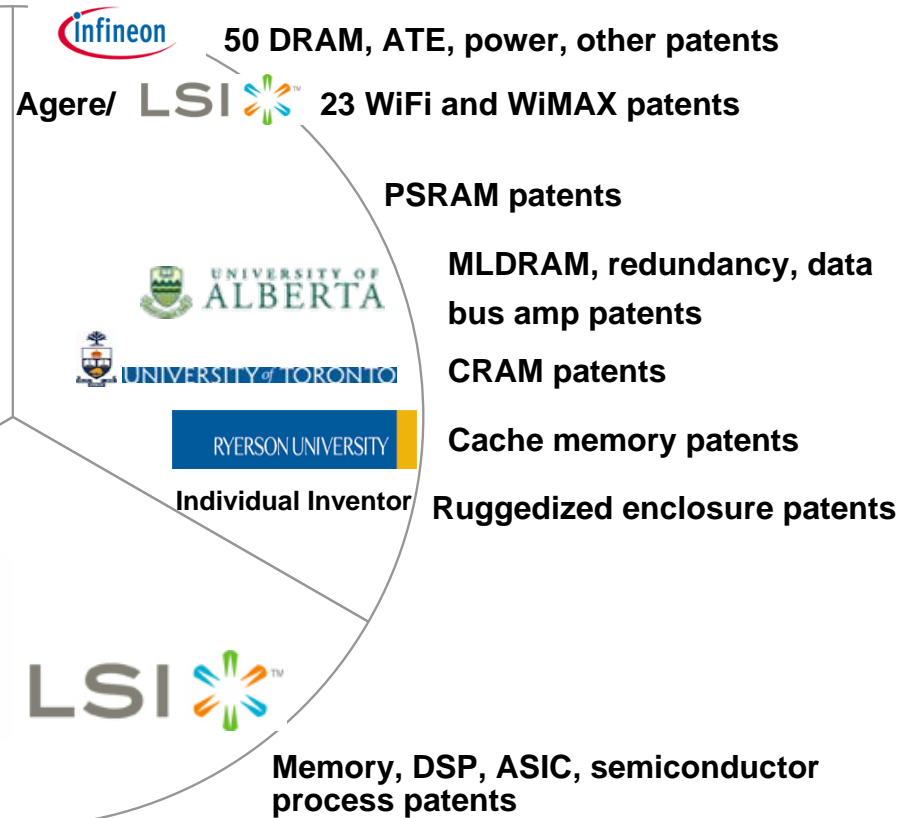 infineon 50 DRAM, ATE, power, other patents
Agere/ LSI™ 23 WiFi and WiMAX patents
PSRAM patents
UNIVERSITY OF
ALBERTA
MLDRAM, redundancy, data
bus amp patents
UNIVERSITY of TORONTO CRAM patents
RYERSON UNIVERSITY Cache memory patents
Individual Inventor Ruggedized enclosure patents
LSI™
Memory, DSP, ASIC, semiconductor
process patents